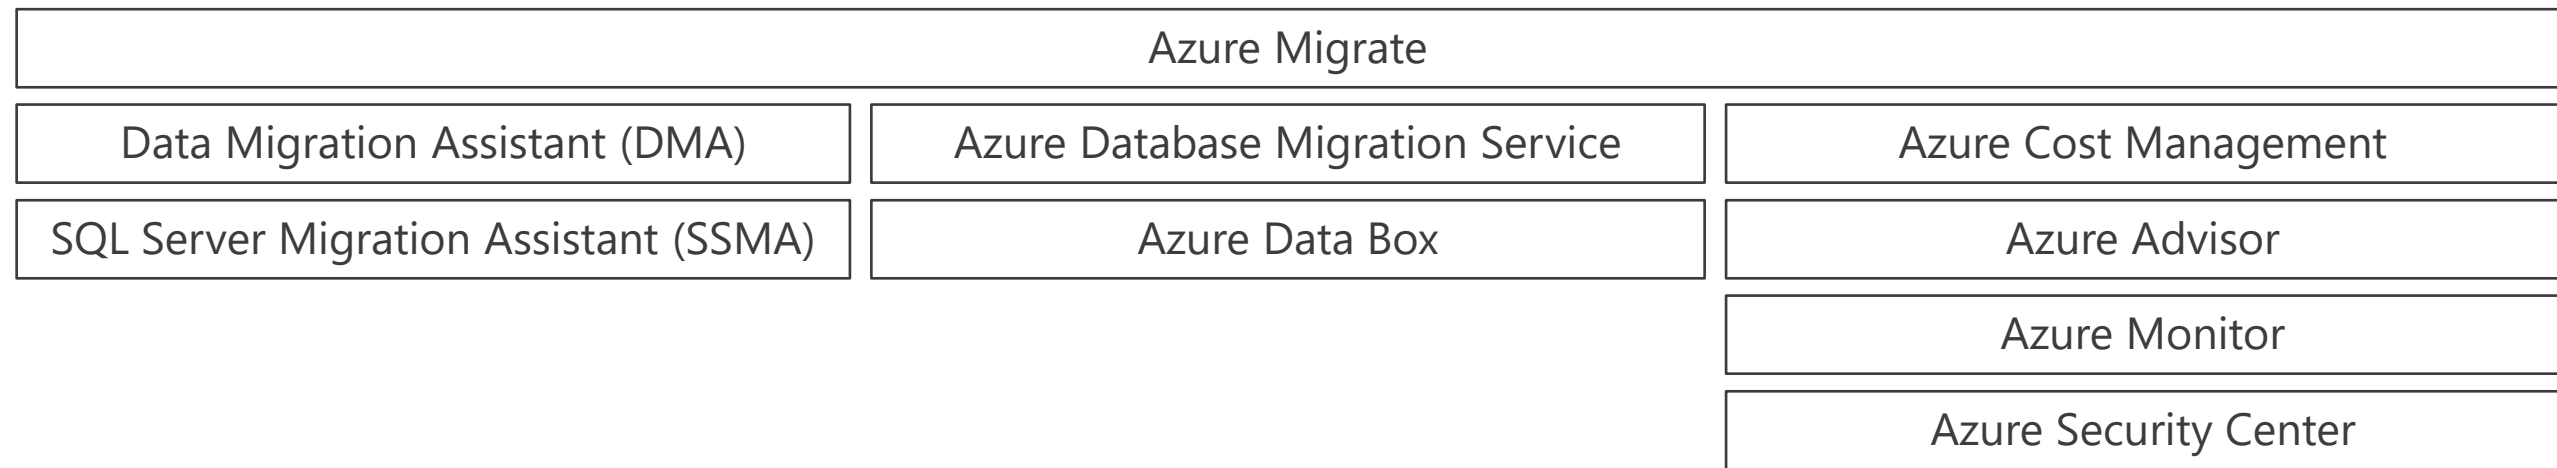 Azure Migrate
Data Migration Assistant (DMA)
Azure Database Migration Service
Azure Cost Management
SQL Server Migration Assistant (SSMA)
Azure Data Box
Azure Advisor
Azure Monitor
Azure Security Center